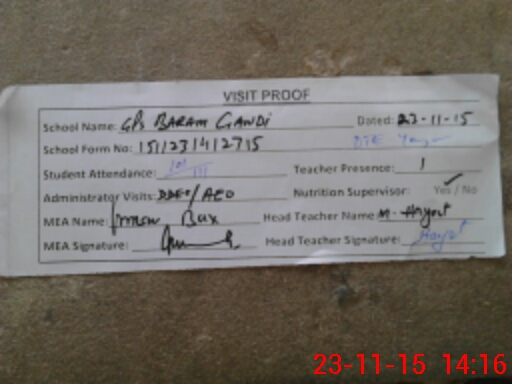 VISIT PROOF
School Name: GPS BARAM GANDI Dated: 23-11-15
School Form No: 1511231412715
Student Attendance: Teacher Presence: 1
Administrator Visits: DDEO/AEO Nutrition Supervisor: Yes / No
MEA Name: Bux Head Teacher Name M. Hayat
MEA Signature: Head Teacher Signature: Hayat
23-11-15 14:16